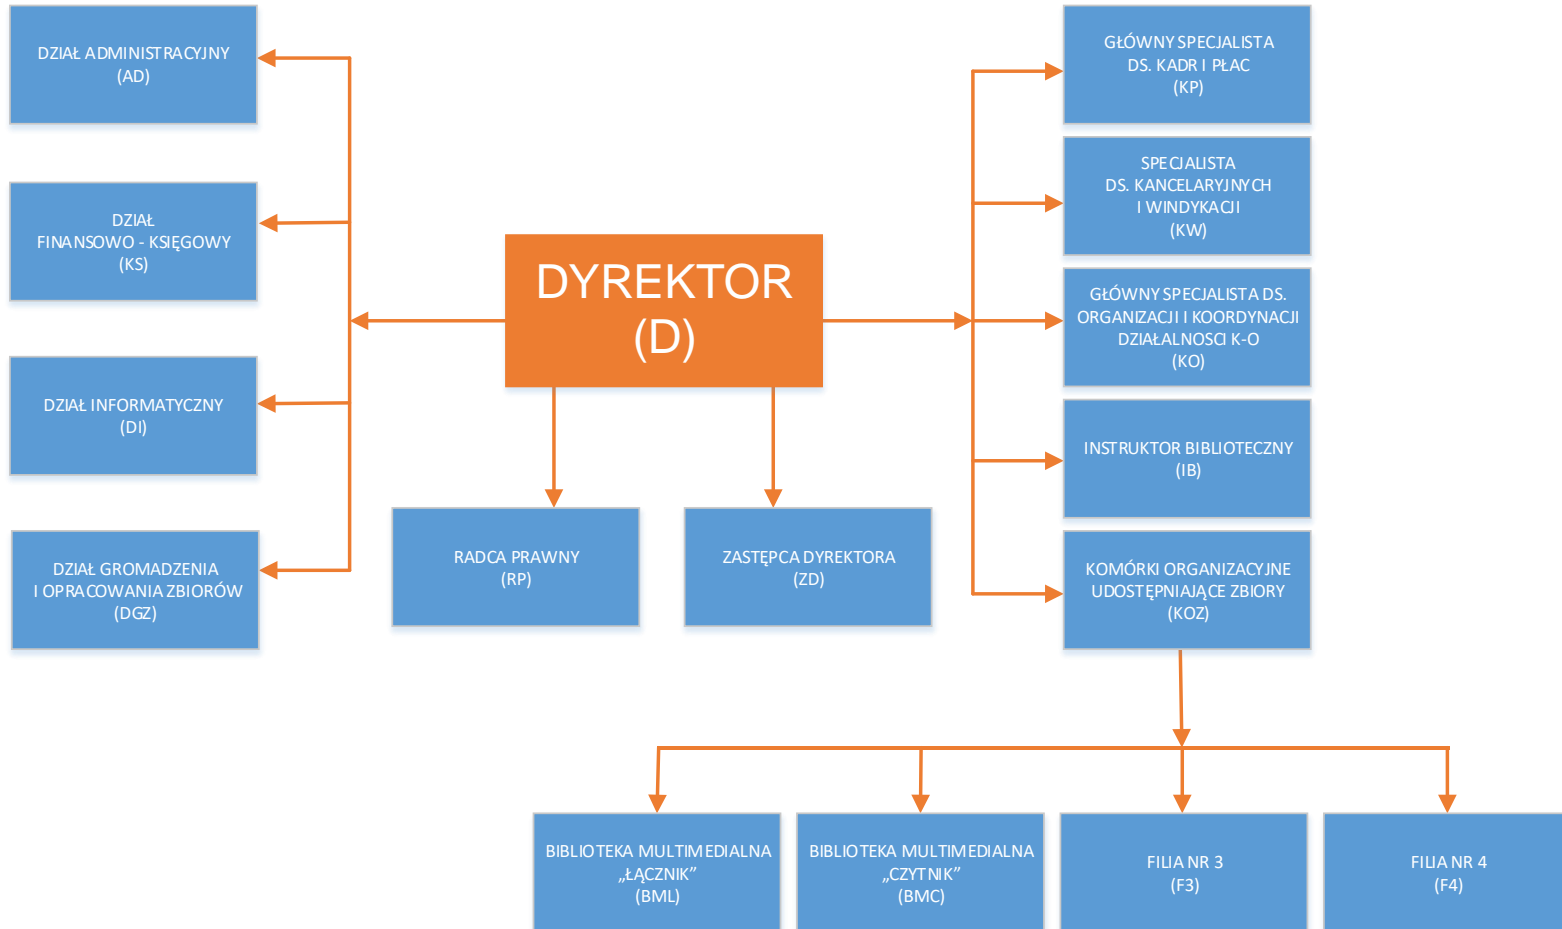 DZIAŁ ADMINISTRACYJNY
(AD)
DZIAŁ
FINANSOWO - KSIĘGOWY
(KS)
DZIAŁ INFORMATYCZNY
(DI)
DZIAŁ GROMADZENIA
I OPRACOWANIA ZBIORÓW
(DGZ)
DYREKTOR
(D)
RADCA PRAWNY
(RP)
ZASTĘPCA DYREKTORA
(ZD)
GŁÓWNY SPECJALISTA
DS. KADR I PŁAC
(KP)
SPECJALISTA
DS. KANCELARYJNYCH
I WINDYKACJI
(KW)
GŁÓWNY SPECJALISTA DS.
ORGANIZACJI I KOORDYNACJI
DZIAŁALNOSCI K-O
(KO)
INSTRUKTOR BIBLIOTECZNY
(IB)
KOMÓRKI ORGANIZACYJNE
UDOSTĘPNIAJĄCE ZBIORY
(KOZ)
BIBLIOTEKA MULTIMEDIALNA
„ŁĄCZNIK”
(BML)
BIBLIOTEKA MULTIMEDIALNA
„CZYTNIK”
(BMC)
FILIA NR 3
(F3)
FILIA NR 4
(F4)